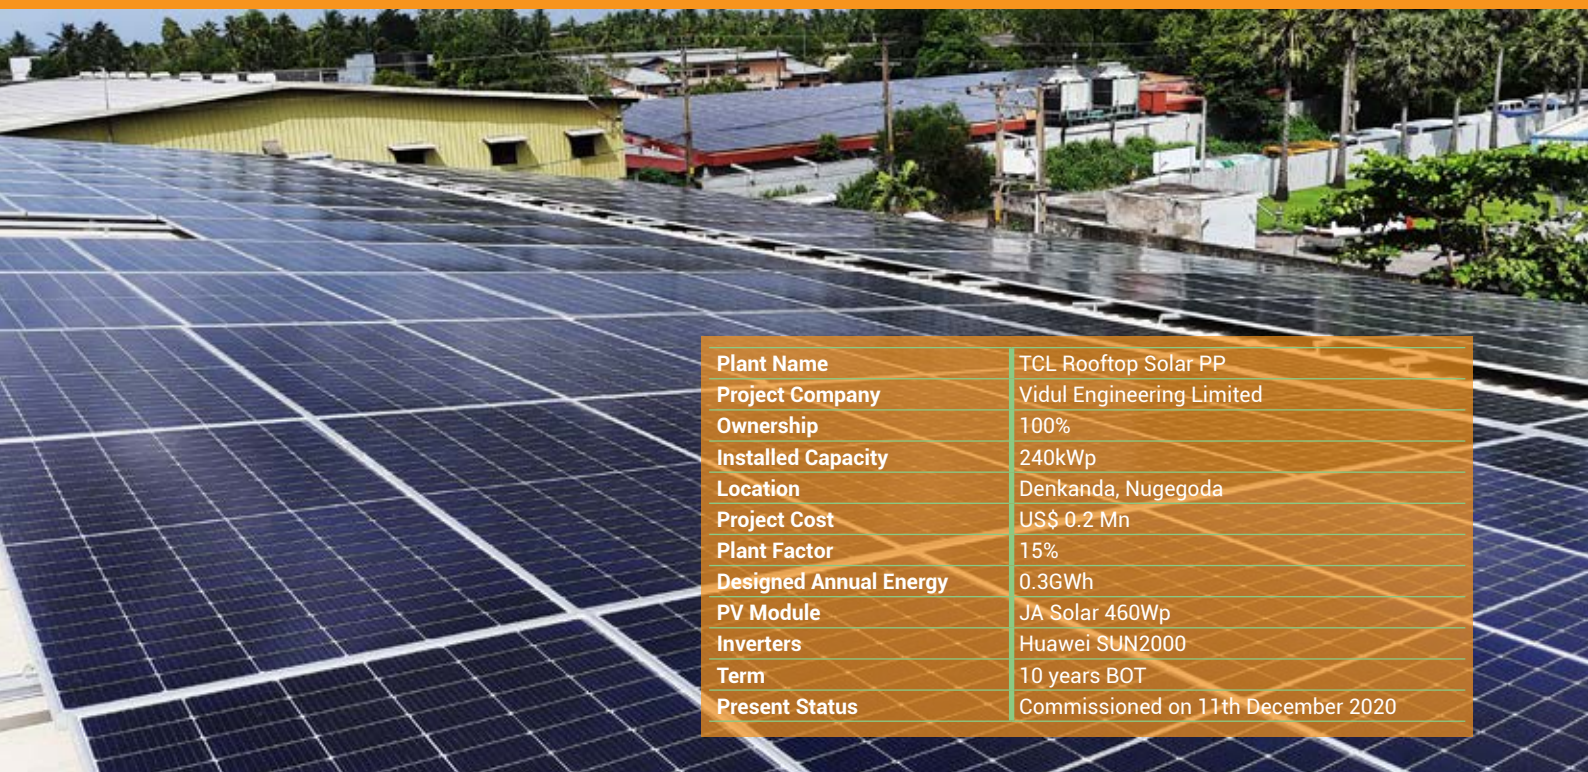 Plant Name TCL Rooftop Solar PP
Project Company Vidul Engineering Limited
Ownership 100%
Installed Capacity 240kWp
Location Denkanda, Nugegoda
Project Cost US$ 0.2 Mn
Plant Factor 15%
Designed Annual Energy 0.3GWh
PV Module JA Solar 460Wp
Inverters Huawei SUN2000
Term 10 years BOT
Present Status Commissioned on 11th December 2020